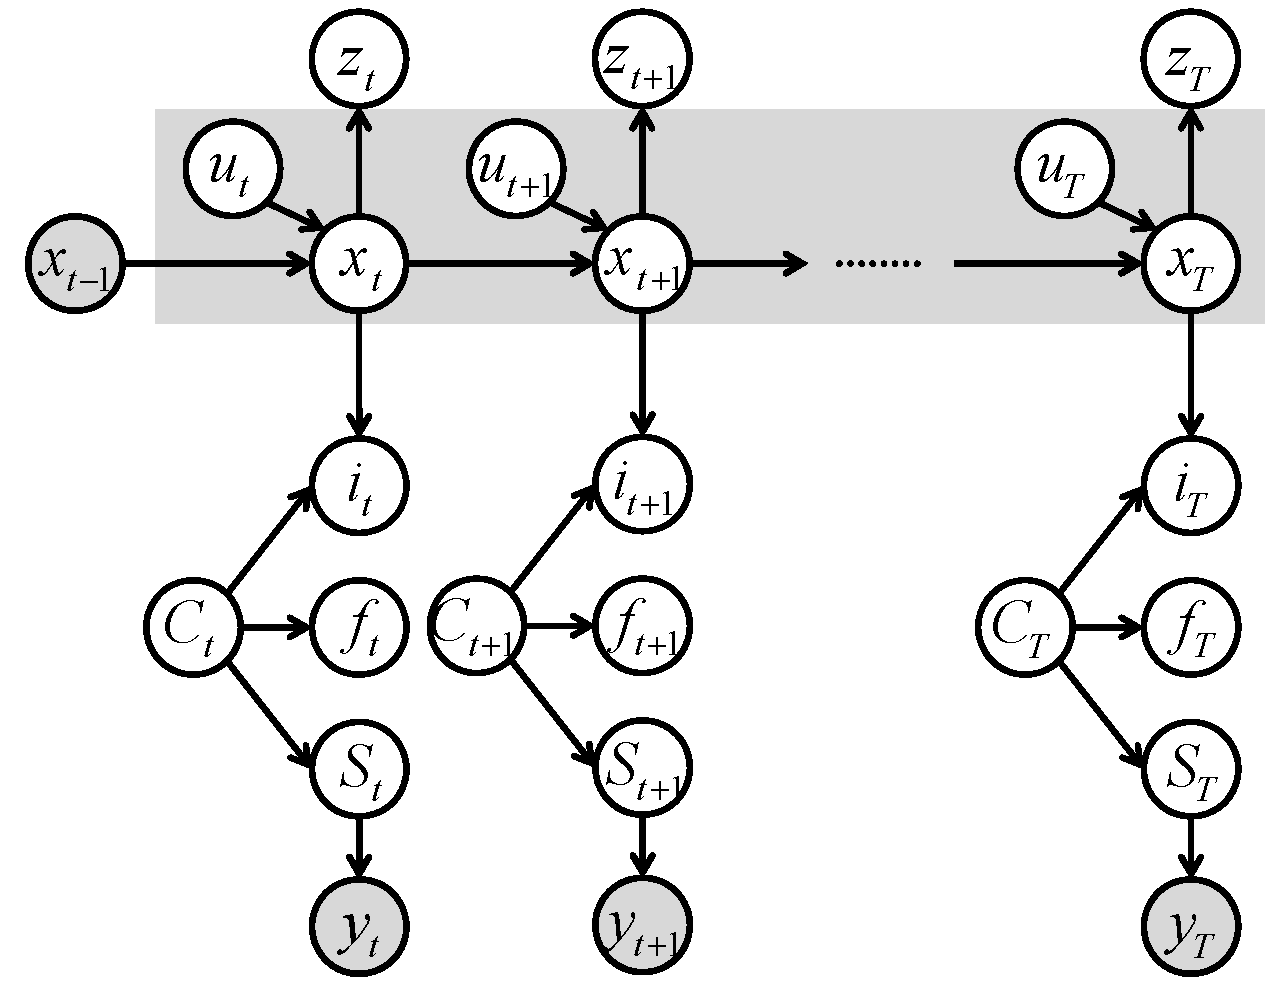 z_t z_{t+1} z_T
u_t u_{t+1} u_T
x_{t-1} x_t x_{t+1} ........ x_T
i_t i_{t+1} i_T
C_t f_t C_{t+1} f_{t+1} C_T f_T
S_t S_{t+1} S_T
y_t y_{t+1} y_T